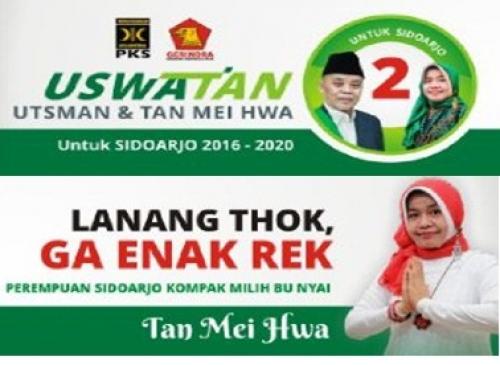 PKS
GERINDRA
USWATAN
UTSMAN & TAN MEI HWA
Untuk SIDOARJO 2016 - 2020
UNTUK SIDOARJO
2
LANANG THOK,
GA ENAK REK
PEREMPUAN SIDOARJO KOMPAK MILIH BU NYAI
Tan Mei Hwa